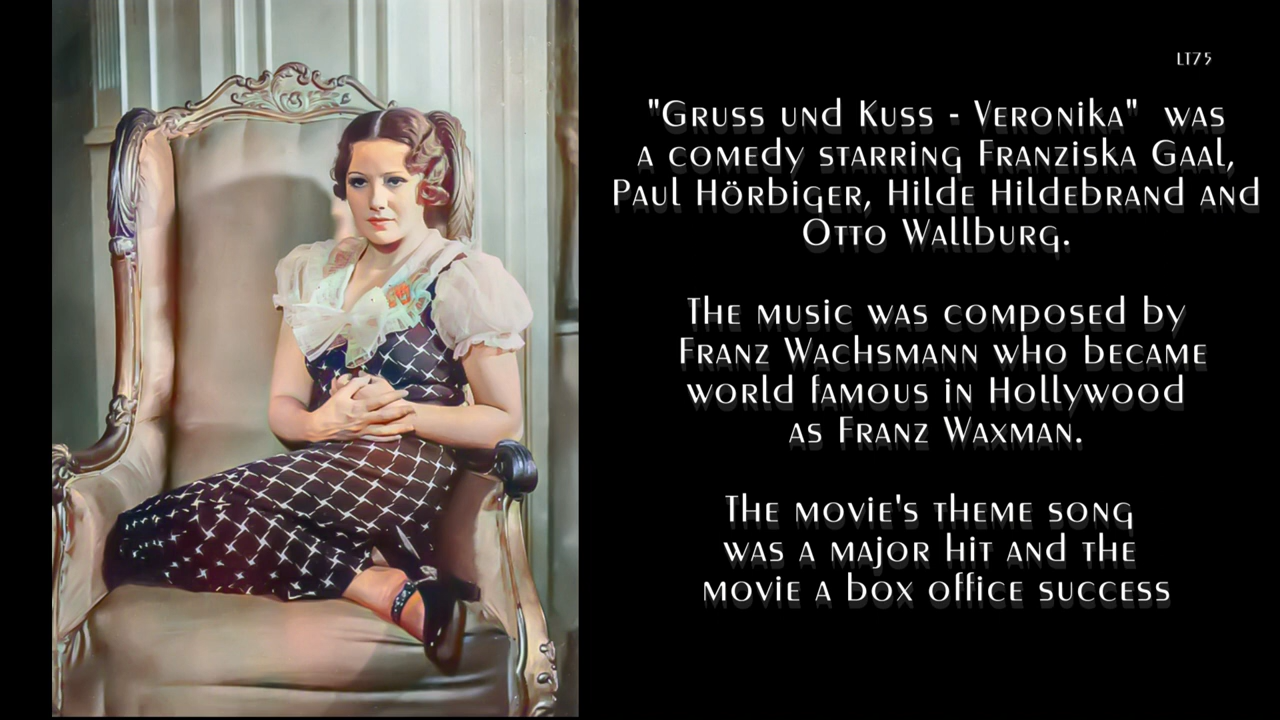 LT75
"Gruss und Kuss - Veronika" was
a comedy starring Franziska Gaal,
Paul Hörbiger, Hilde Hildebrand and
Otto Wallburg.
The music was composed by
Franz Wachsmann who became
world famous in Hollywood
as Franz Waxman.
The movie's theme song
was a major hit and the
movie a box office success